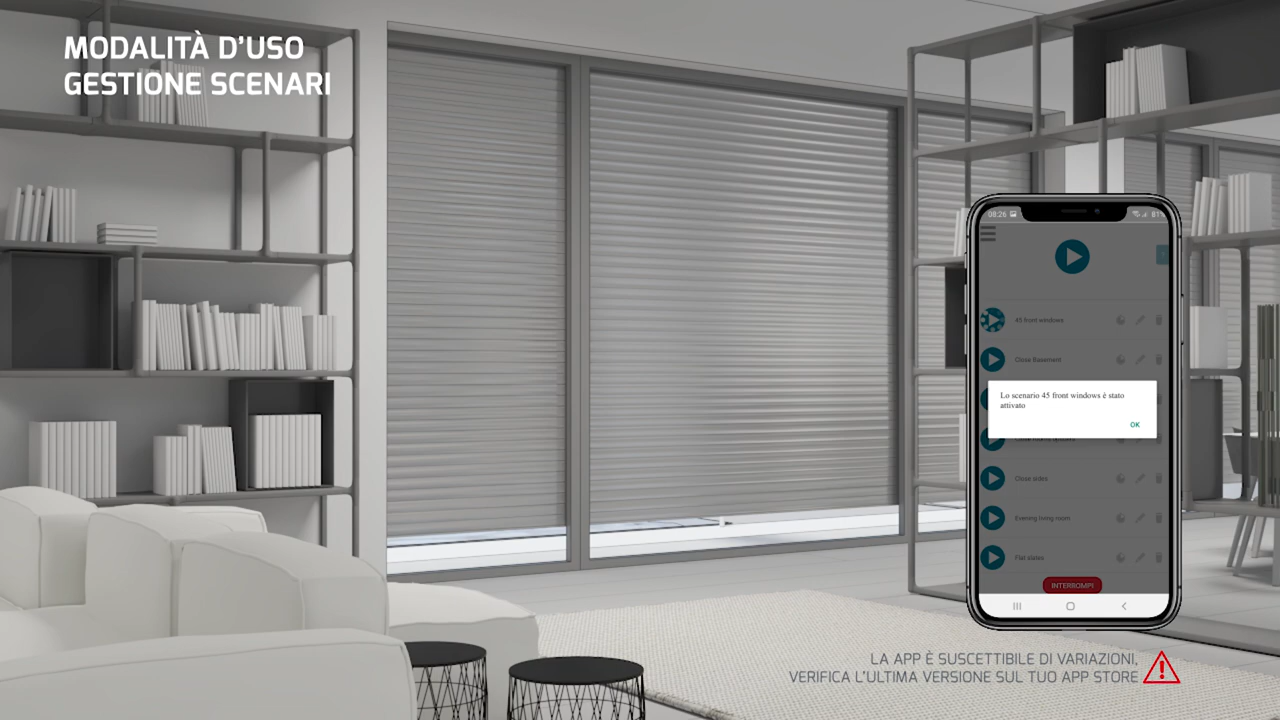 MODALITÀ D'USO
GESTIONE SCENARI
08:26
81
45 front windows
Close Basement
Lo scenario 45 front windows è stato
attivato
OK
Close sides
Evening living room
Flat slates
INTERROMPI
LA APP È SUSCETTIBILE DI VARIAZIONI,
VERIFICA L'ULTIMA VERSIONE SUL TUO APP STORE